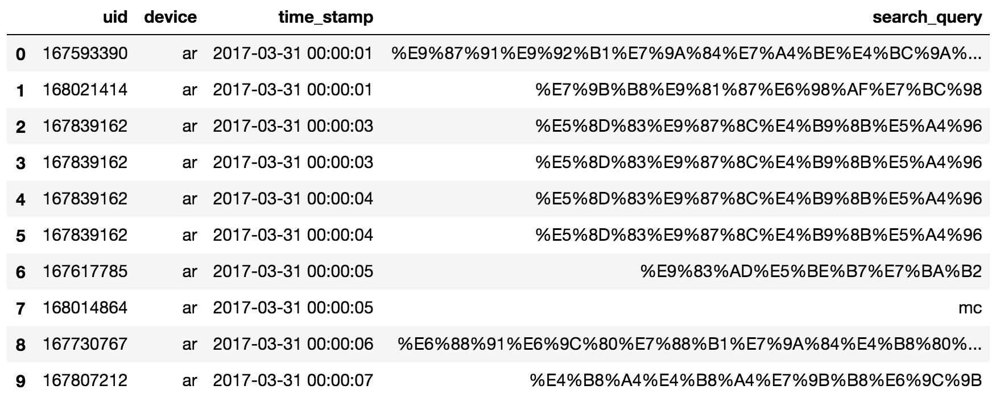 uid device time_stamp search_query
0 167593390 ar 2017-03-31 00:00:01 %E9%87%91%E9%92%B1%E7%9A%84%E7%A4%BE%E4%BC%9A%...
1 168021414 ar 2017-03-31 00:00:01 %E7%9B%B8%E9%81%87%E6%98%AF%E7%BC%98
2 167839162 ar 2017-03-31 00:00:03 %E5%8D%83%E9%87%8C%E4%B9%8B%E5%A4%96
3 167839162 ar 2017-03-31 00:00:03 %E5%8D%83%E9%87%8C%E4%B9%8B%E5%A4%96
4 167839162 ar 2017-03-31 00:00:04 %E5%8D%83%E9%87%8C%E4%B9%8B%E5%A4%96
5 167839162 ar 2017-03-31 00:00:04 %E5%8D%83%E9%87%8C%E4%B9%8B%E5%A4%96
6 167617785 ar 2017-03-31 00:00:05 %E9%83%AD%E5%BE%B7%E7%BA%B2
7 168014864 ar 2017-03-31 00:00:05 mc
8 167730767 ar 2017-03-31 00:00:06 %E6%88%91%E6%9C%80%E7%88%B1%E7%9A%84%E4%B8%80%...
9 167807212 ar 2017-03-31 00:00:07 %E4%B8%A4%E4%B8%A4%E7%9B%B8%E6%9C%9B